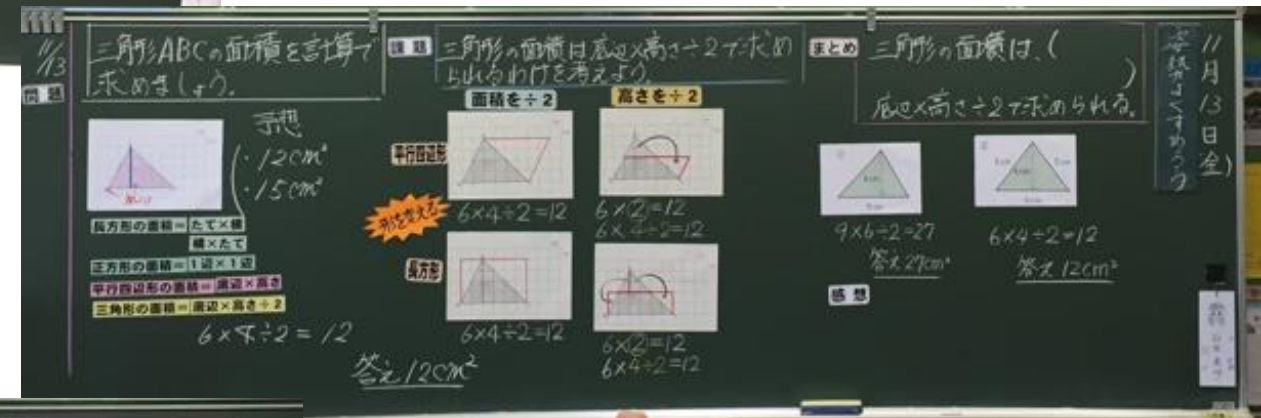 11/13
問題
三角形ABCの面積を計算で
求めましょう。
予想
・12cm²
・15cm²
長方形の面積＝たて×横
横×たて
正方形の面積＝1辺×1辺
平行四辺形の面積＝底辺×高さ
三角形の面積＝底辺×高さ÷2
6×4÷2=12
答え12cm²
課題
三角形の面積は底辺×高さ÷2で求め
られるわけを考えよう。
面積を÷2
高さを÷2
平行四辺形
形を変える
長方形
6×4÷2=12
6×(2)=12
6×4÷2=12
6×4÷2=12
6×(2)=12
6×4÷2=12
まとめ
三角形の面積は、(
)
底辺×高さ÷2で求められる。
9×6÷2=27
答え27cm²
6×4÷2=12
答え12cm²
感想
11月13日(金)